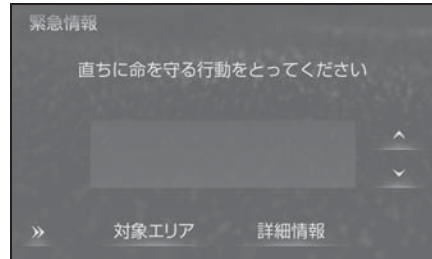 緊急情報
直ちに命を守る行動をとってください
対象エリア 詳細情報